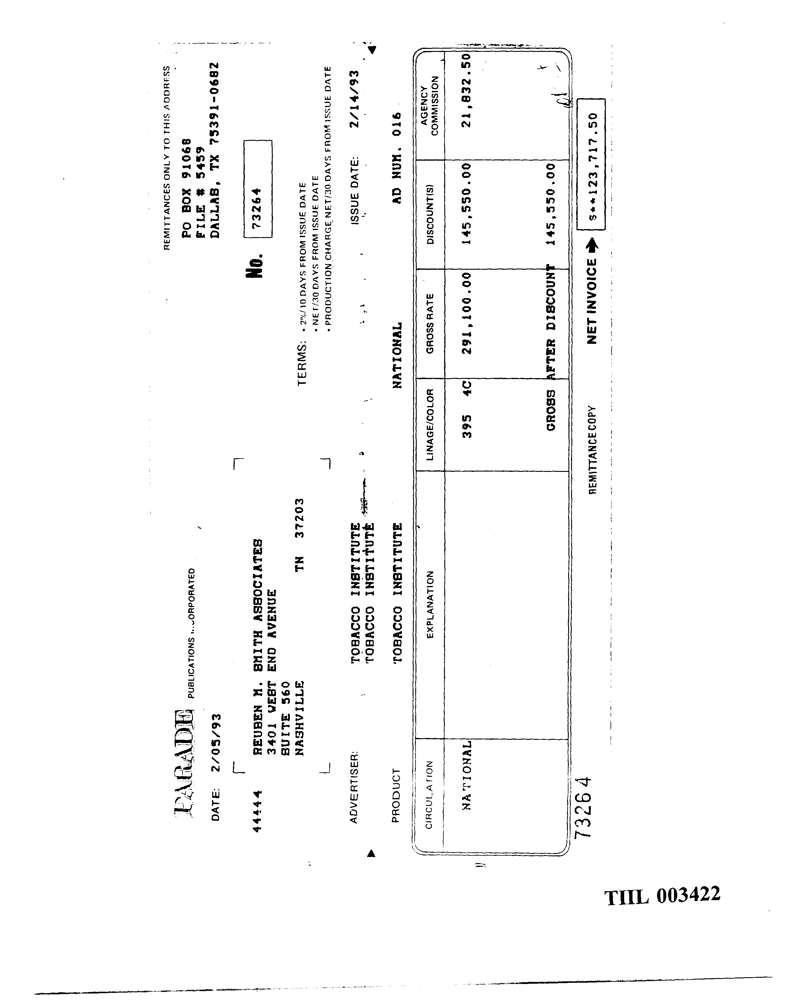 REMITTANCES ONLY TO THIS ADDRESS
PARADE PUBLICATIONS
PO BOX 91068
FILE # 5459
DALLAS, TX 75391-0682
DATE: 2/05/93
No. 73264
44444 REUBEN M. SMITH ASSOCIATES
3401 WEST END AVENUE
SUITE 560
NASHVILLE TN 37203
TERMS: • 2%/10 DAYS FROM ISSUE DATE
• NET/30 DAYS FROM ISSUE DATE
• PRODUCTION CHARGE NET/30 DAYS FROM ISSUE DATE
ADVERTISER: TOBACCO INSTITUTE ISSUE DATE: 2/14/93
TOBACCO INSTITUTE
PRODUCT TOBACCO INSTITUTE NATIONAL AD NUM. 016
CIRCULATION EXPLANATION LINAGE/COLOR GROSS RATE DISCOUNT(S) AGENCY COMMISSION
NATIONAL 395 4C 291,100.00 145,550.00 21,832.50
GROSS AFTER DISCOUNT 145,550.00
73264 REMITTANCE COPY NET INVOICE ➡ $**123,717.50
TIIL 003422